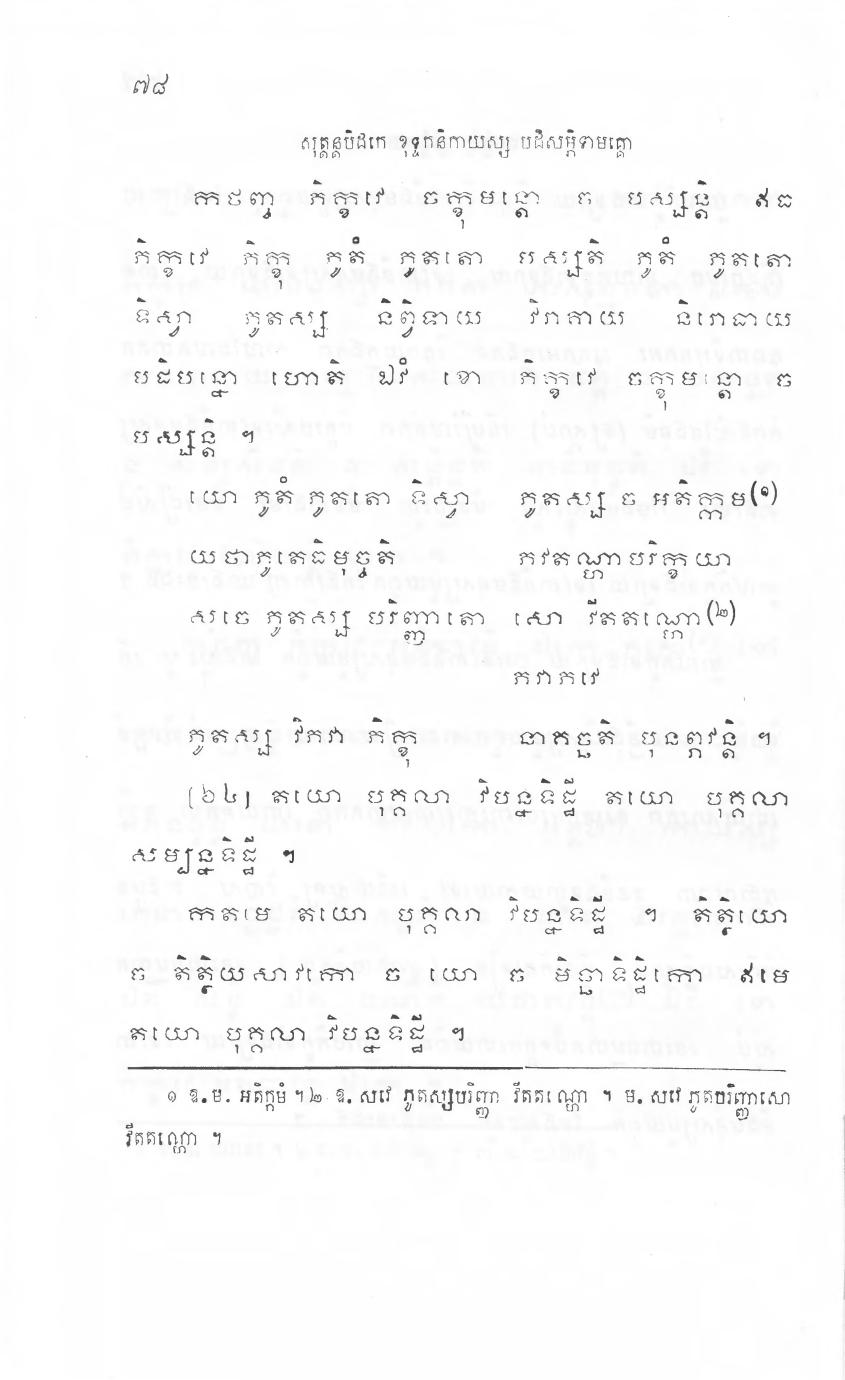 ៧៨
សុត្តន្តបិដកេ ខុទ្ទកនិកាយស្ស បដិសម្ភិទាមគ្គោ
កថញ្ច ភិក្ខវេ ចក្ខុមន្តោ ច បស្សន្តិ ឥធ
ភិក្ខវេ ភិក្ខុ ភូតំ ភូតតោ បស្សតិ ភូតំ ភូតតោ
ទិស្វា ភូតស្ស និព្វិទាយ វិរាគាយ និរោធាយ
បដិបន្នោ ហោតិ ឯវំ ខោ ភិក្ខវេ ចក្ខុមន្តោ ច
បស្សន្តិ ។
យោ ភូតំ ភូតតោ ទិស្វា ភូតស្ស ច អតិក្កម(១)
យថាភូតេធិមុច្ចតិ ភវតណ្ហាបរិក្ខយា
សចេ ភូតស្ស បរិញ្ញាតោ សោ វីតតណ្ហោ(២)
ភវាភវេ
ភូតស្ស វិភវា ភិក្ខុ នាគច្ឆតិ បុនព្ភវន្តិ ។
[៦៤] តយោ បុគ្គលា វិបន្នទិដ្ឋី តយោ បុគ្គលា
សម្បន្នទិដ្ឋី ។
កតមេ តយោ បុគ្គលា វិបន្នទិដ្ឋី ។ តិត្ថិយោ
ច តិត្ថិយសាវកោ ច យោ ច មិច្ឆាទិដ្ឋិកោ ឥមេ
តយោ បុគ្គលា វិបន្នទិដ្ឋី ។
១ ឱ.ម. អតិក្កមំ ។ ២ ឱ. សវេ ភូតស្សបរិញ្ញា វីតតណ្ហោ ។ ម. សវេ ភូតបរិញ្ញាសោ
វីតតណ្ហោ ។